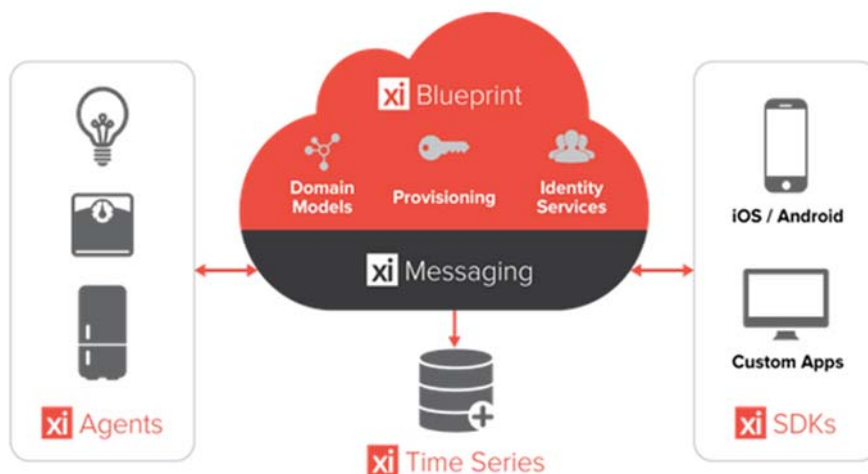 xi Blueprint
Domain
Models
Provisioning
Identity
Services
xi Messaging
xi Agents
xi Time Series
iOS / Android
Custom Apps
xi SDKs